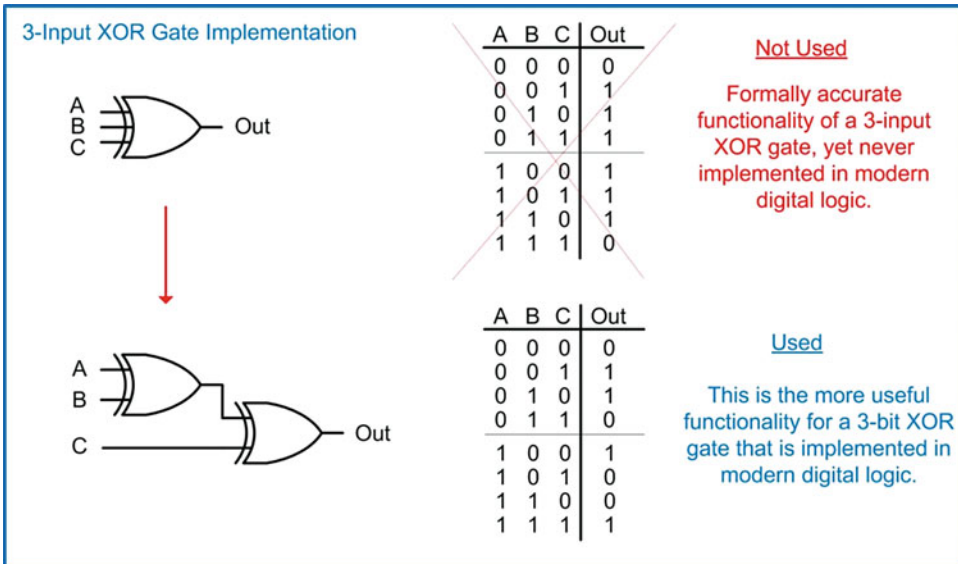 3-Input XOR Gate Implementation
A
B
C
Out
A B C Out
0 0 0 0
0 0 1 1
0 1 0 1
0 1 1 1
1 0 0 1
1 0 1 1
1 1 0 1
1 1 1 0
Not Used
Formally accurate
functionality of a 3-input
XOR gate, yet never
implemented in modern
digital logic.
A
B
C
Out
A B C Out
0 0 0 0
0 0 1 1
0 1 0 1
0 1 1 0
1 0 0 1
1 0 1 0
1 1 0 0
1 1 1 1
Used
This is the more useful
functionality for a 3-bit XOR
gate that is implemented in
modern digital logic.